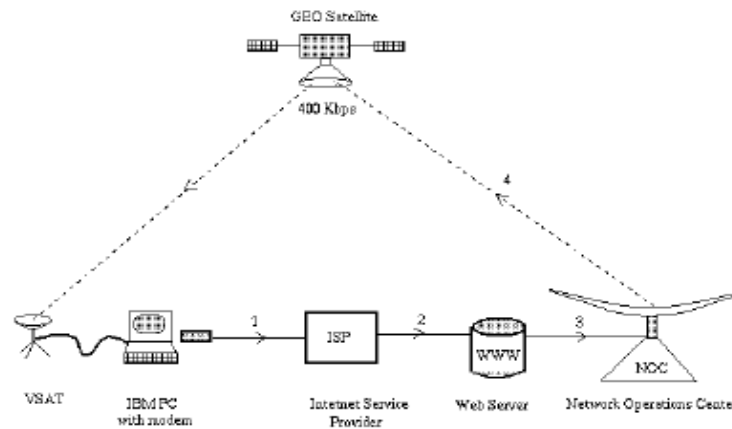 GEO Satellite
400 Kbps
4
1
ISP
2
WWW
3
NOC
VSAT
IBM PC
with modem
Internet Service
Provider
Web Server
Network Operations Cente